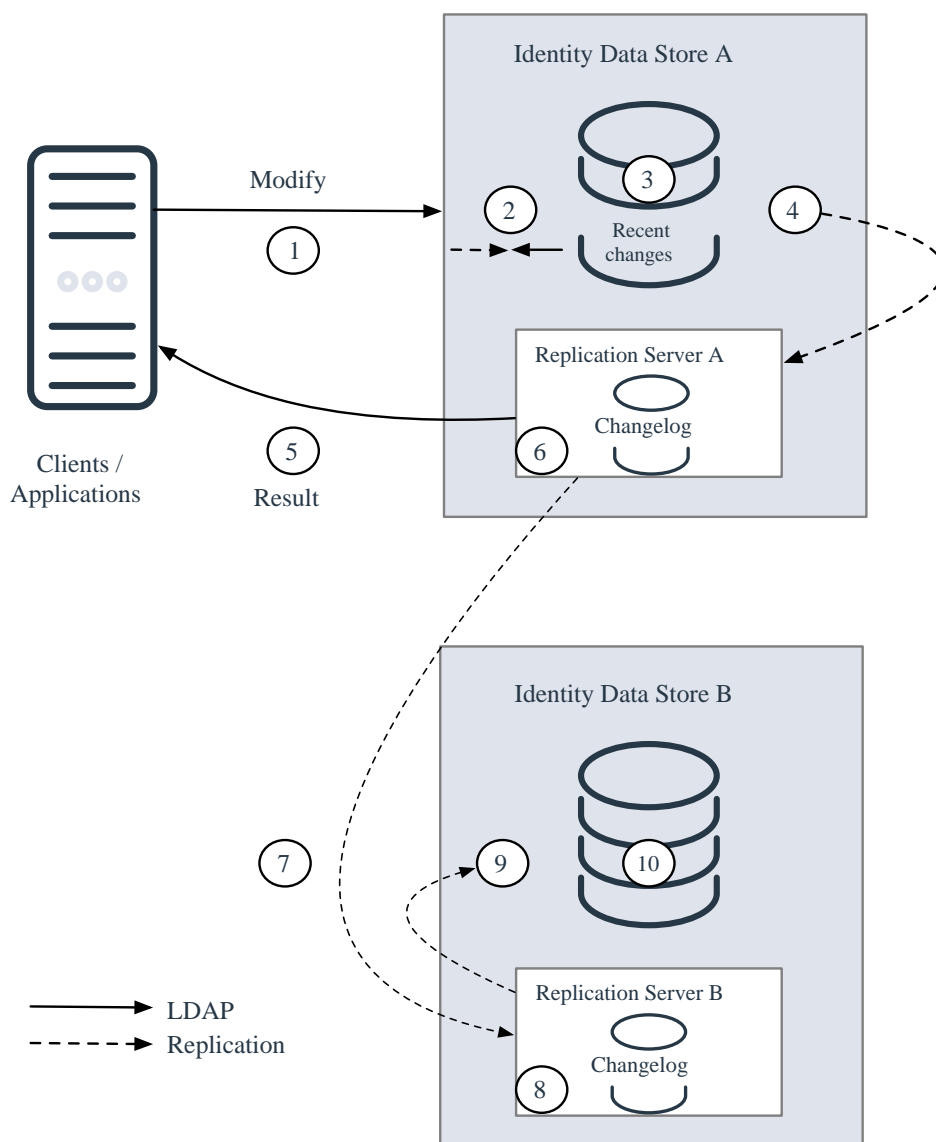 Identity Data Store A
Modify
1
2
3
4
Recent
changes
Replication Server A
Changelog
5
6
Clients /
Applications
Result
Identity Data Store B
7
9
10
Replication Server B
Changelog
8
LDAP
Replication